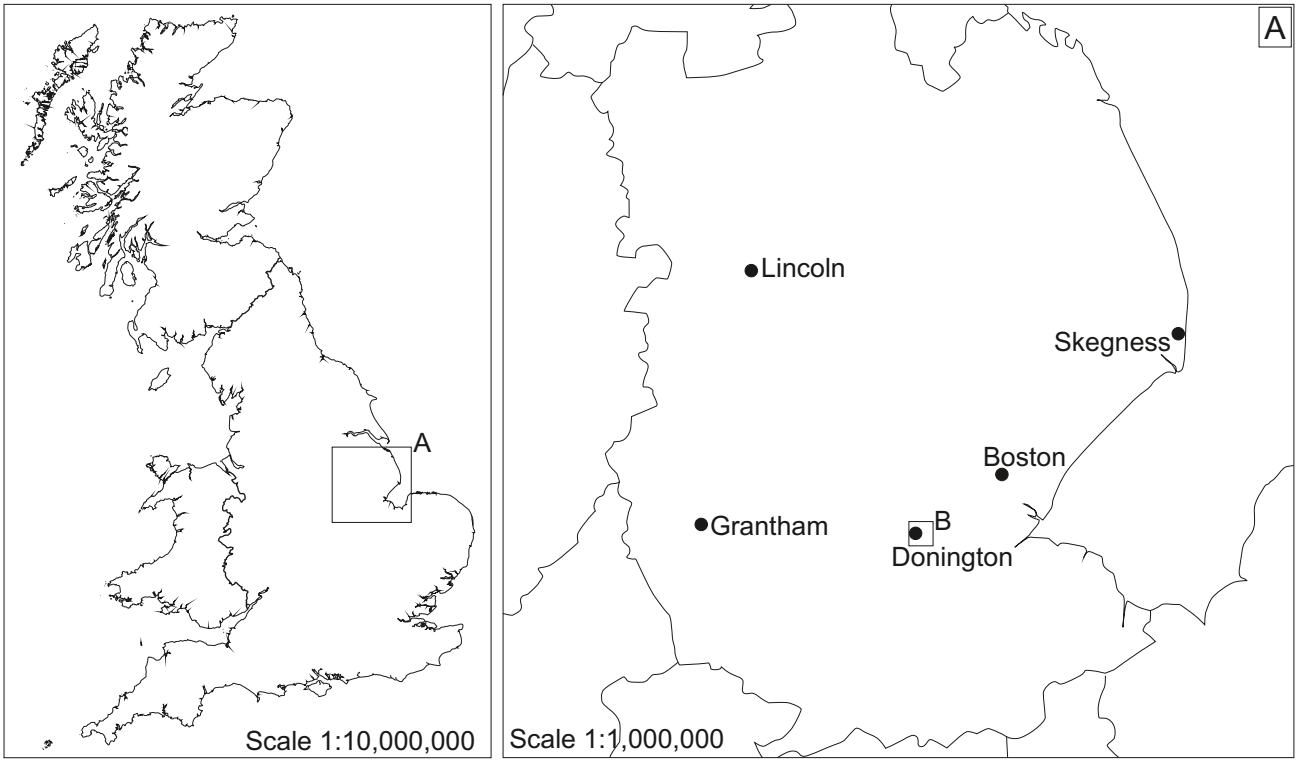 A
Scale 1:10,000,000
A
Lincoln
Skegness
Boston
Grantham
B
Donington
Scale 1:1,000,000